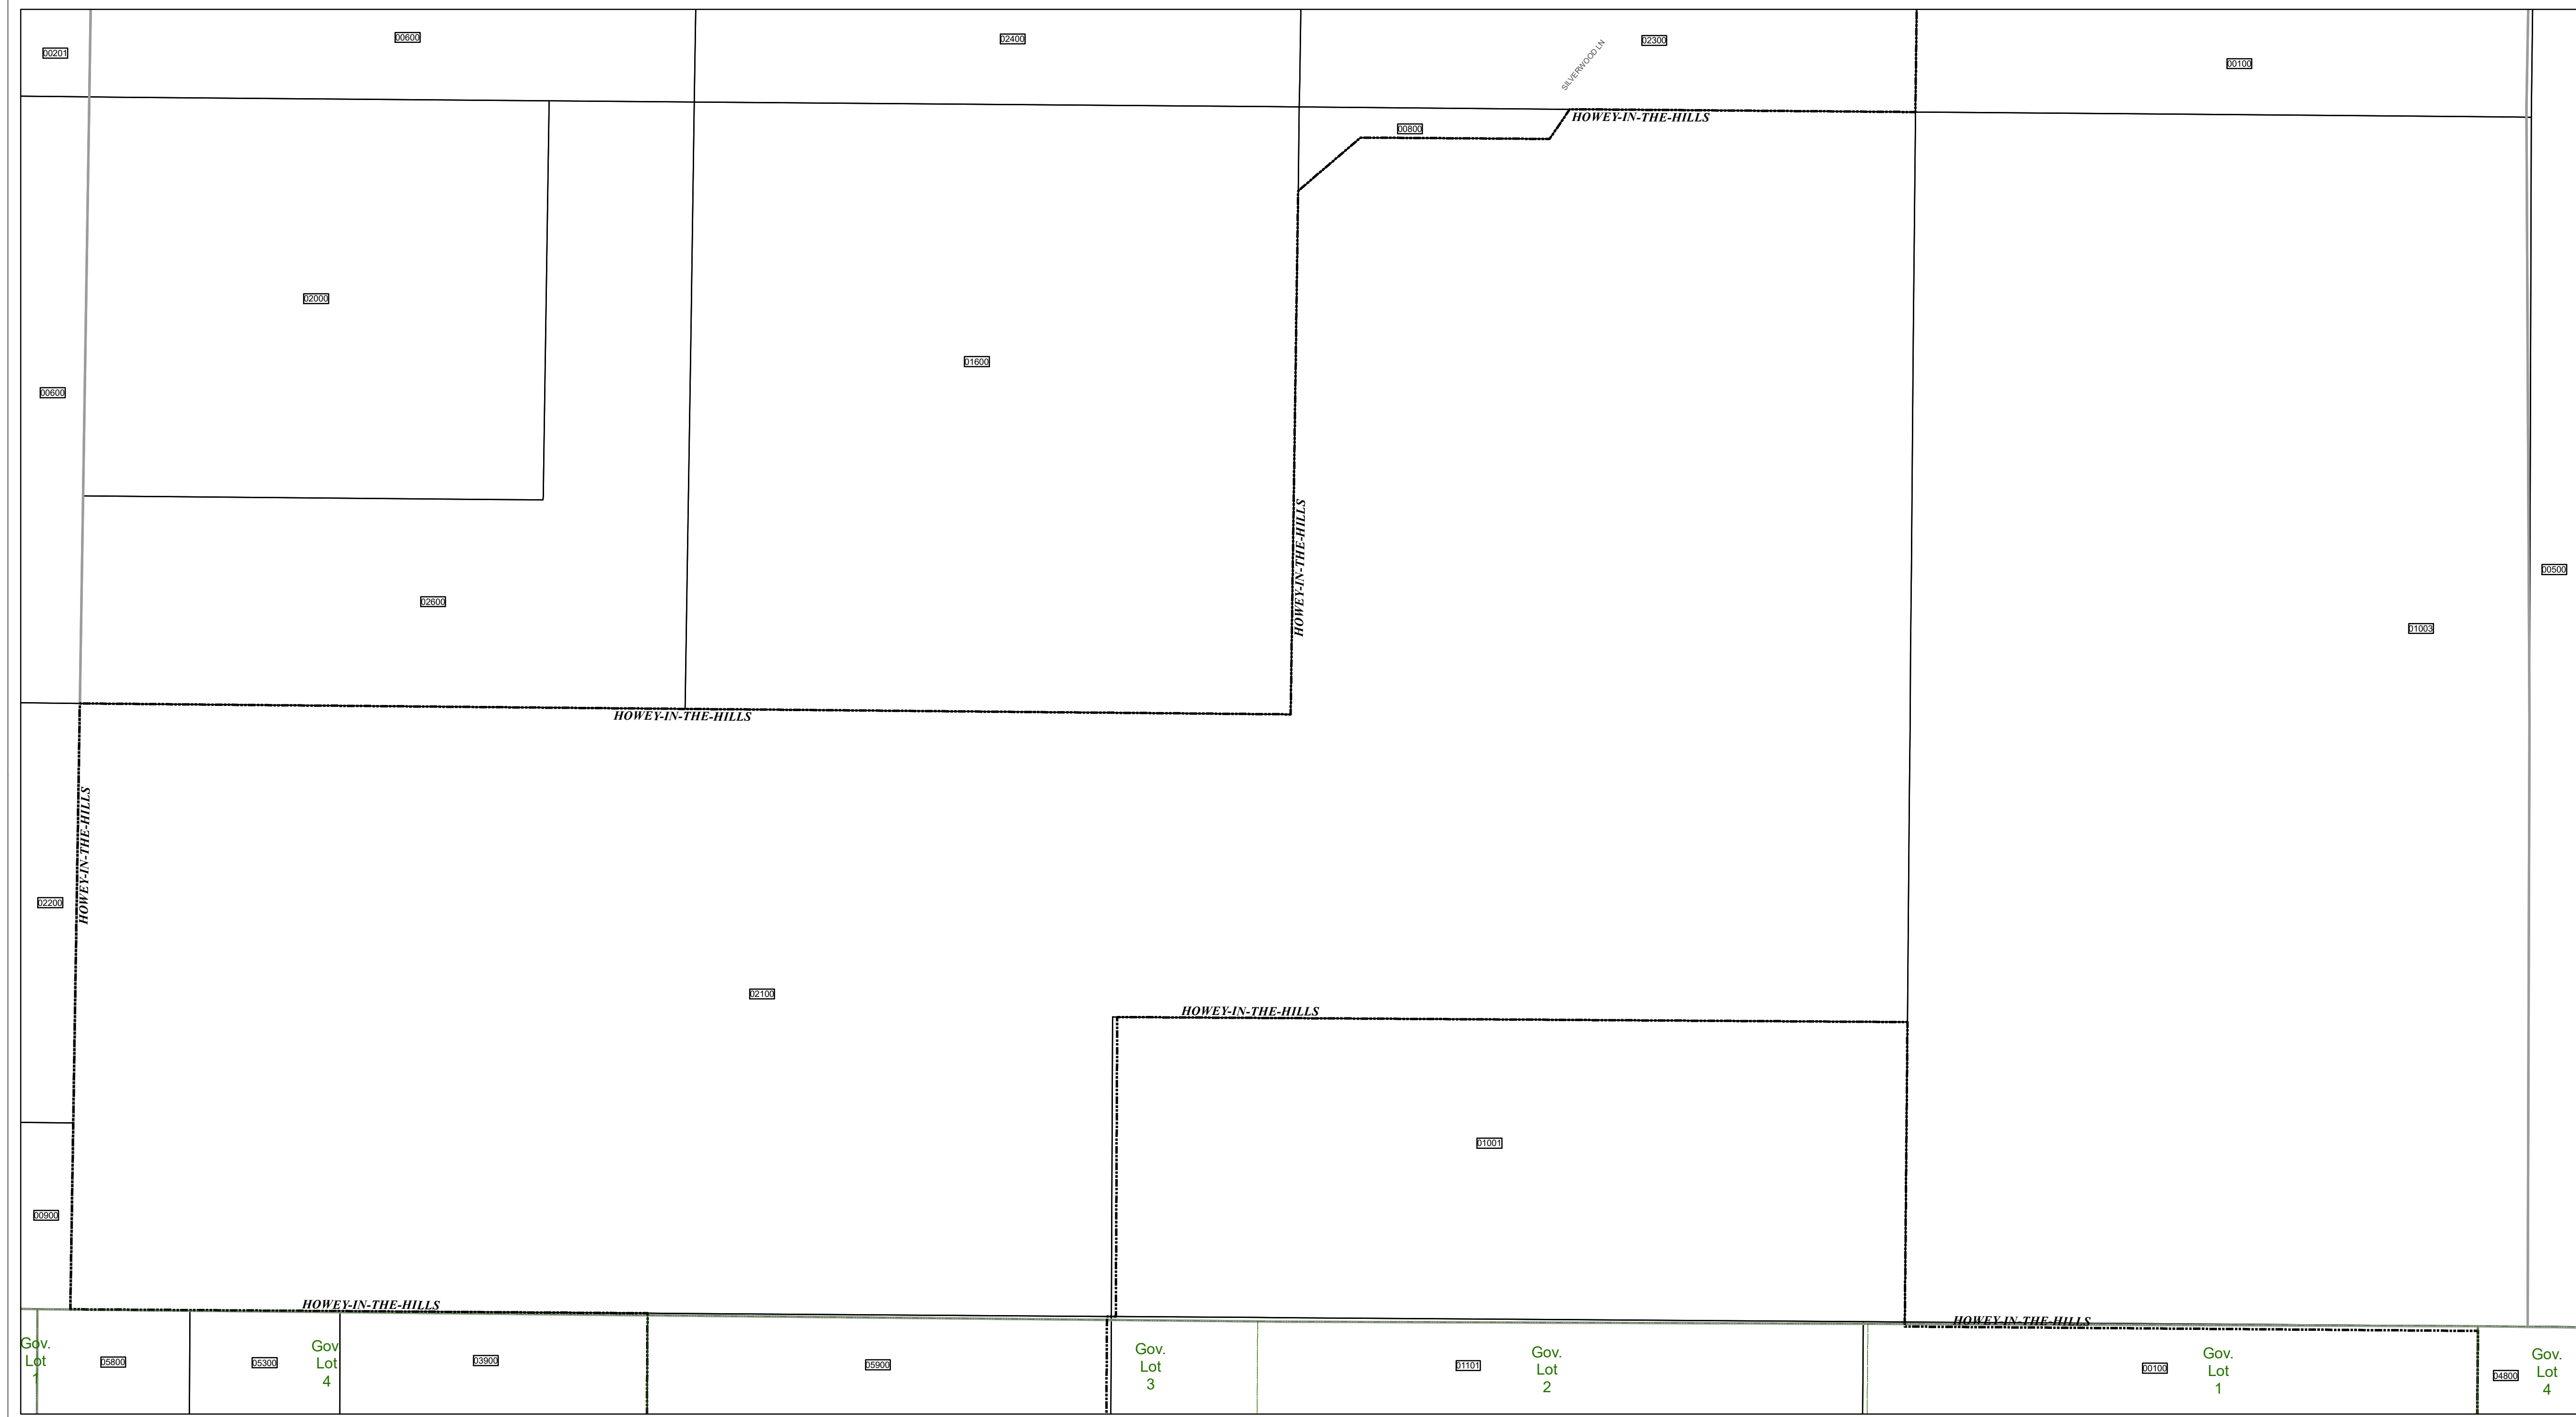 00201
00600
02400
SILVERWOOD LN
02300
00100
00800
HOWEY-IN-THE-HILLS
02000
01600
00600
HOWEY-IN-THE-HILLS
00500
02600
01003
HOWEY-IN-THE-HILLS
HOWEY-IN-THE-HILLS
02200
02100
HOWEY-IN-THE-HILLS
01001
00900
HOWEY-IN-THE-HILLS
HOWEY-IN-THE-HILLS
Gov.
Lot
1
05800
05300
Gov
Lot
4
03900
05900
Gov.
Lot
3
01101
Gov.
Lot
2
00100
Gov.
Lot
1
04800
Gov.
Lot
4